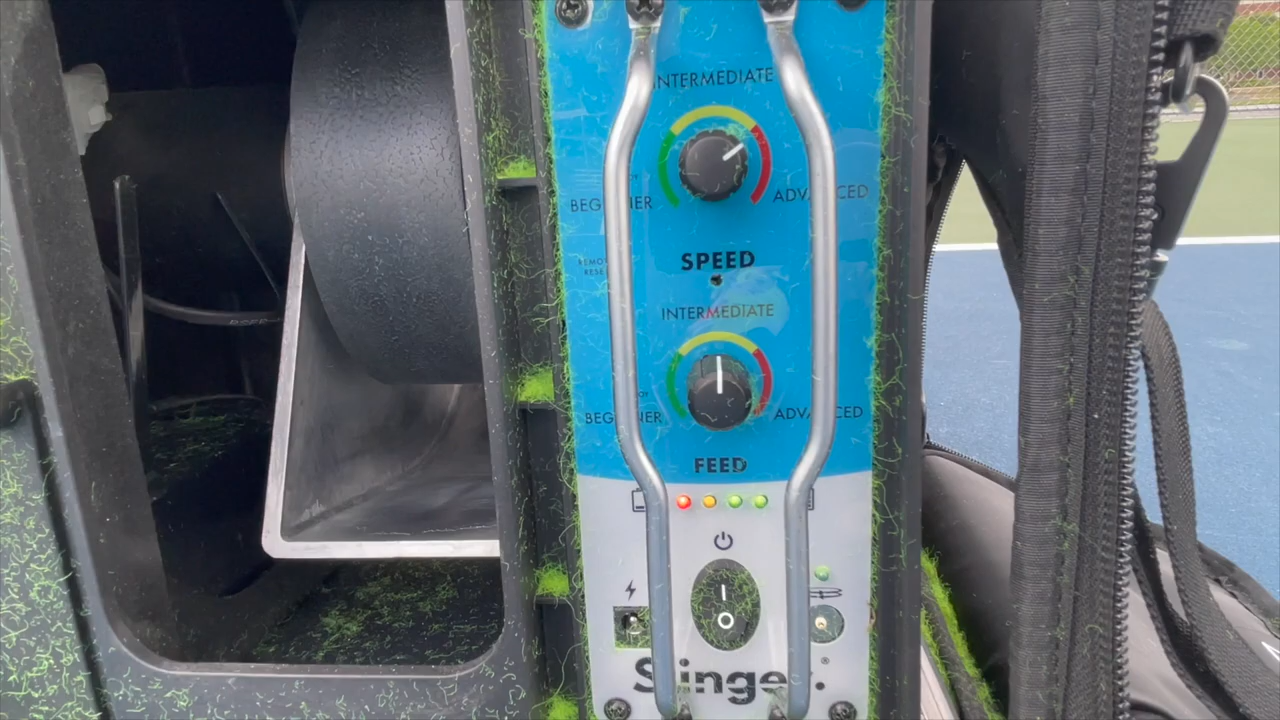 INTERMEDIATE
BEGINNER
ADVANCED
SPEED
INTERMEDIATE
BEGINNER
ADVANCED
FEED
I
O
Slinger